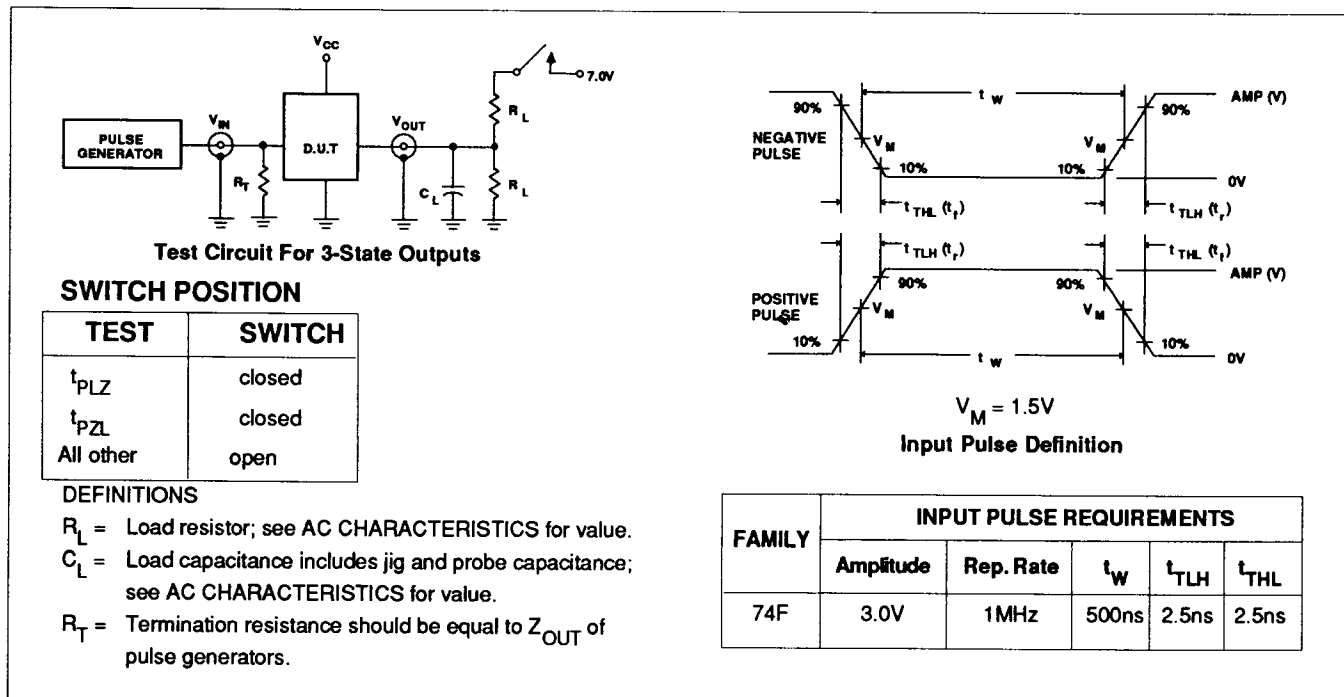 VCC
7.0V
RL
VIN
VOUT
PULSE
GENERATOR
D.U.T
RT
CL
RL
Test Circuit For 3-State Outputs
SWITCH POSITION
TEST SWITCH
tPLZ closed
tPZL closed
All other open
DEFINITIONS
RL = Load resistor; see AC CHARACTERISTICS for value.
CL = Load capacitance includes jig and probe capacitance;
see AC CHARACTERISTICS for value.
RT = Termination resistance should be equal to ZOUT of
pulse generators.
90% tW 90% AMP (V)
NEGATIVE
PULSE
VM VM
10% 10%
0V
tTHL (tf) tTLH (tr)
tTLH (tr) tTHL (tf)
AMP (V)
90% 90%
POSITIVE
PULSE
VM VM
10% tW 10%
0V
VM = 1.5V
Input Pulse Definition
FAMILY INPUT PULSE REQUIREMENTS
Amplitude Rep. Rate tW tTLH tTHL
74F 3.0V 1MHz 500ns 2.5ns 2.5ns